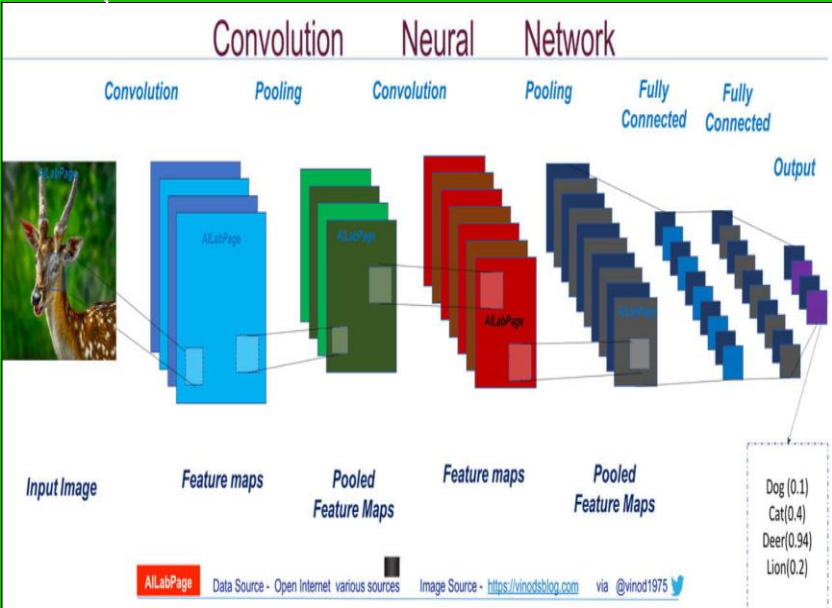 Convolution Neural Network
Convolution Pooling Convolution Pooling Fully Connected Fully Connected Output
AILabPage
AILabPage
AILabPage
AILabPage
AILabPage
Input Image Feature maps Pooled Feature Maps Feature maps Pooled Feature Maps
Dog (0.1)
Cat(0.4)
Deer(0.94)
Lion(0.2)
AILabPage Data Source - Open Internet various sources Image Source - https://vinodsblog.com via @vinod1975